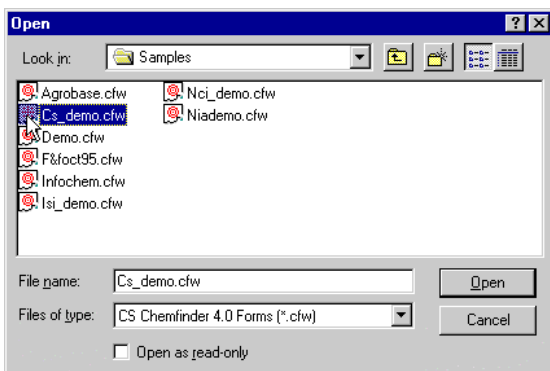 Open
Look in: Samples
Agrobase.cfw Nci_demo.cfw
Cs_demo.cfw Niademo.cfw
Demo.cfw
F&foct95.cfw
Infochem.cfw
Isi_demo.cfw
File name: Cs_demo.cfw Open
Files of type: CS Chemfinder 4.0 Forms (*.cfw) Cancel
Open as read-only